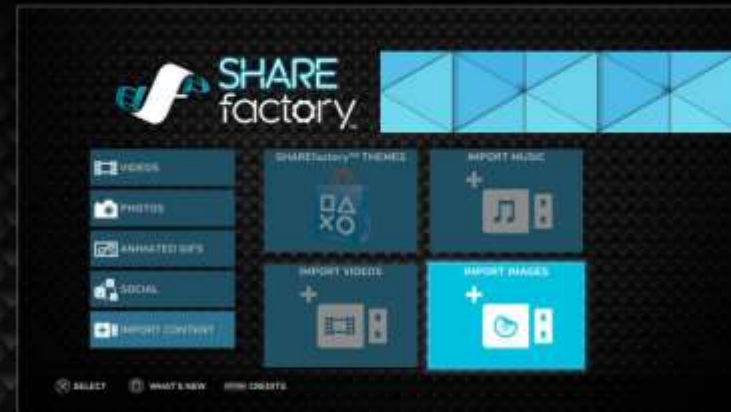 SHARE
factory™
VIDEOS
PHOTOS
ANIMATED GIFS
SOCIAL
IMPORT CONTENT
SHAREfactory™ THEMES
IMPORT MUSIC
IMPORT VIDEOS
IMPORT IMAGES
SELECT
WHAT'S NEW
CREDITS